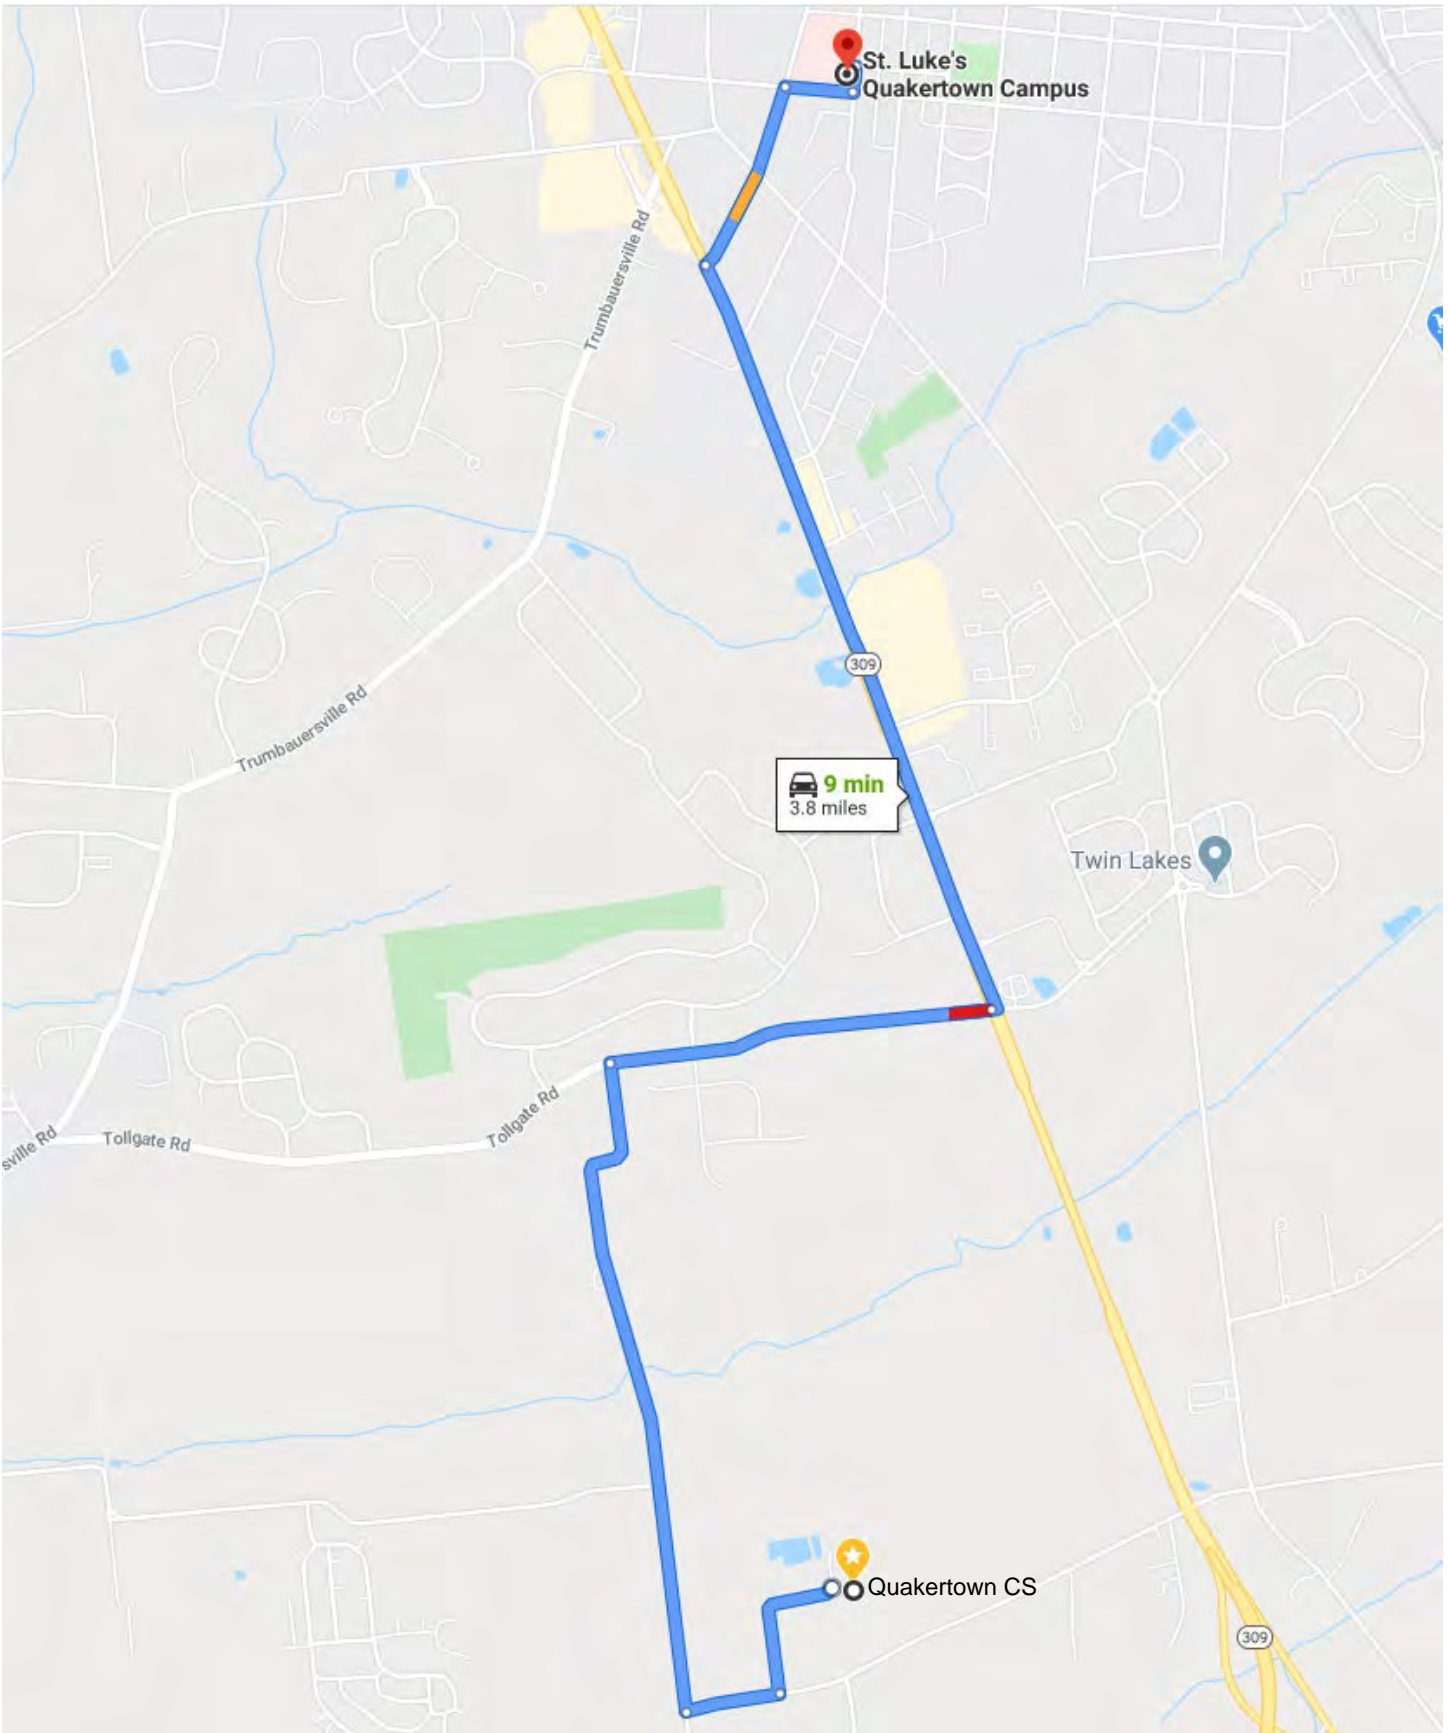 St. Luke's
Quakertown Campus
Trumbauersville Rd
309
Trumbauersville Rd
9 min
3.8 miles
Twin Lakes
Tollgate Rd
sville Rd
Tollgate Rd
Quakertown CS
309